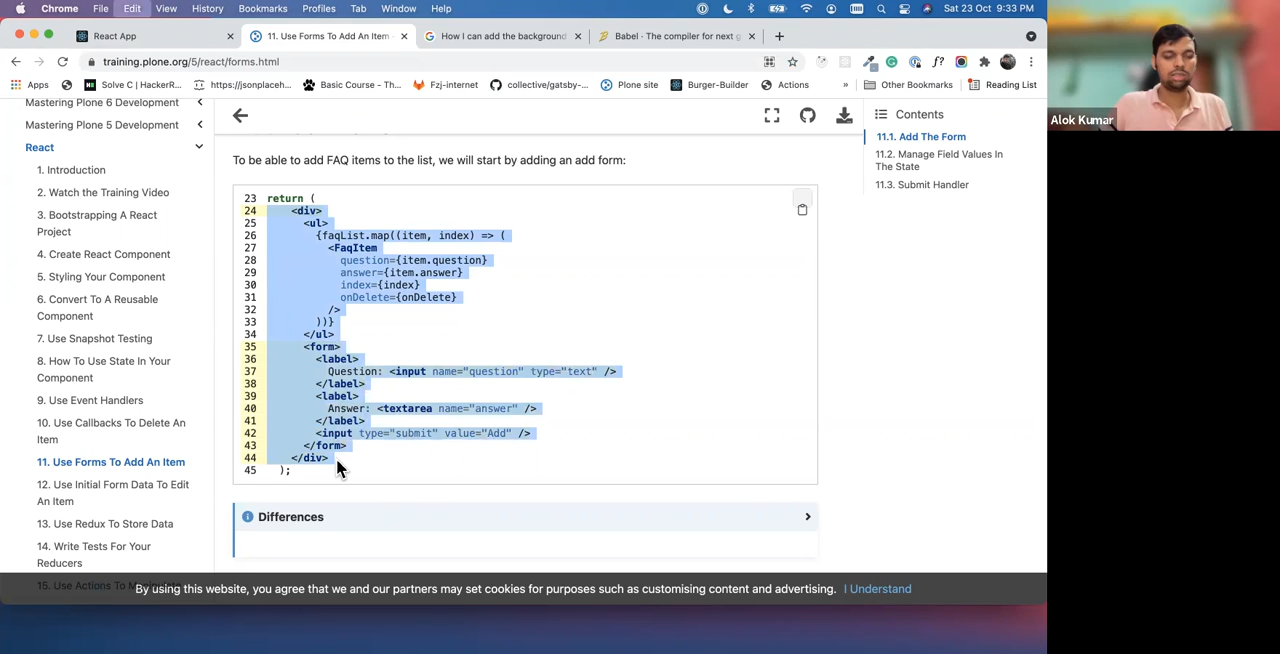 Chrome File Edit View History Bookmarks Profiles Tab Window Help Sat 23 Oct 9:33 PM
React App 11. Use Forms To Add An Item - How I can add the background Babel - The compiler for next g
training.plone.org/5/react/forms.html
Apps Solve C | HackerR... https://jsonplaceh... Basic Course - Th... Fzj-internet collective/gatsby-... Plone site Burger-Builder Actions » Other Bookmarks Reading List
Mastering Plone 6 Development
Mastering Plone 5 Development
React
1. Introduction
2. Watch the Training Video
3. Bootstrapping A React
Project
4. Create React Component
5. Styling Your Component
6. Convert To A Reusable
Component
7. Use Snapshot Testing
8. How To Use State In Your
Component
9. Use Event Handlers
10. Use Callbacks To Delete An
Item
11. Use Forms To Add An Item
12. Use Initial Form Data To Edit
An Item
13. Use Redux To Store Data
14. Write Tests For Your
Reducers
15. Use Actions To Manipulate
To be able to add FAQ items to the list, we will start by adding an add form:
23 return (
24 <div>
25 <ul>
26 {faqList.map((item, index) => (
27 <FaqItem
28 question={item.question}
29 answer={item.answer}
30 index={index}
31 onDelete={onDelete}
32 />
33 ))}
34 </ul>
35 <form>
36 <label>
37 Question: <input name="question" type="text" />
38 </label>
39 <label>
40 Answer: <textarea name="answer" />
41 </label>
42 <input type="submit" value="Add" />
43 </form>
44 </div>
45 );
Differences
Contents
11.1. Add The Form
11.2. Manage Field Values In
The State
11.3. Submit Handler
By using this website, you agree that we and our partners may set cookies for purposes such as customising content and advertising. I Understand
Alok Kumar